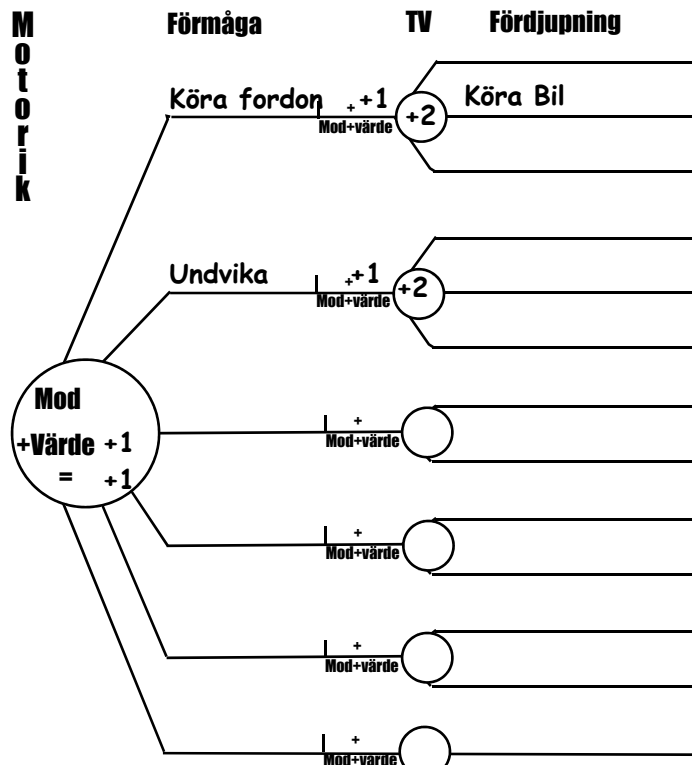 Motorik
Förmåga TV Fördjupning
Köra fordon + +1 +2 Köra Bil
Mod+värde
Undvika + +1 +2
Mod+värde
Mod
+Värde +1
= +1
+
Mod+värde
+
Mod+värde
+
Mod+värde
+
Mod+värde